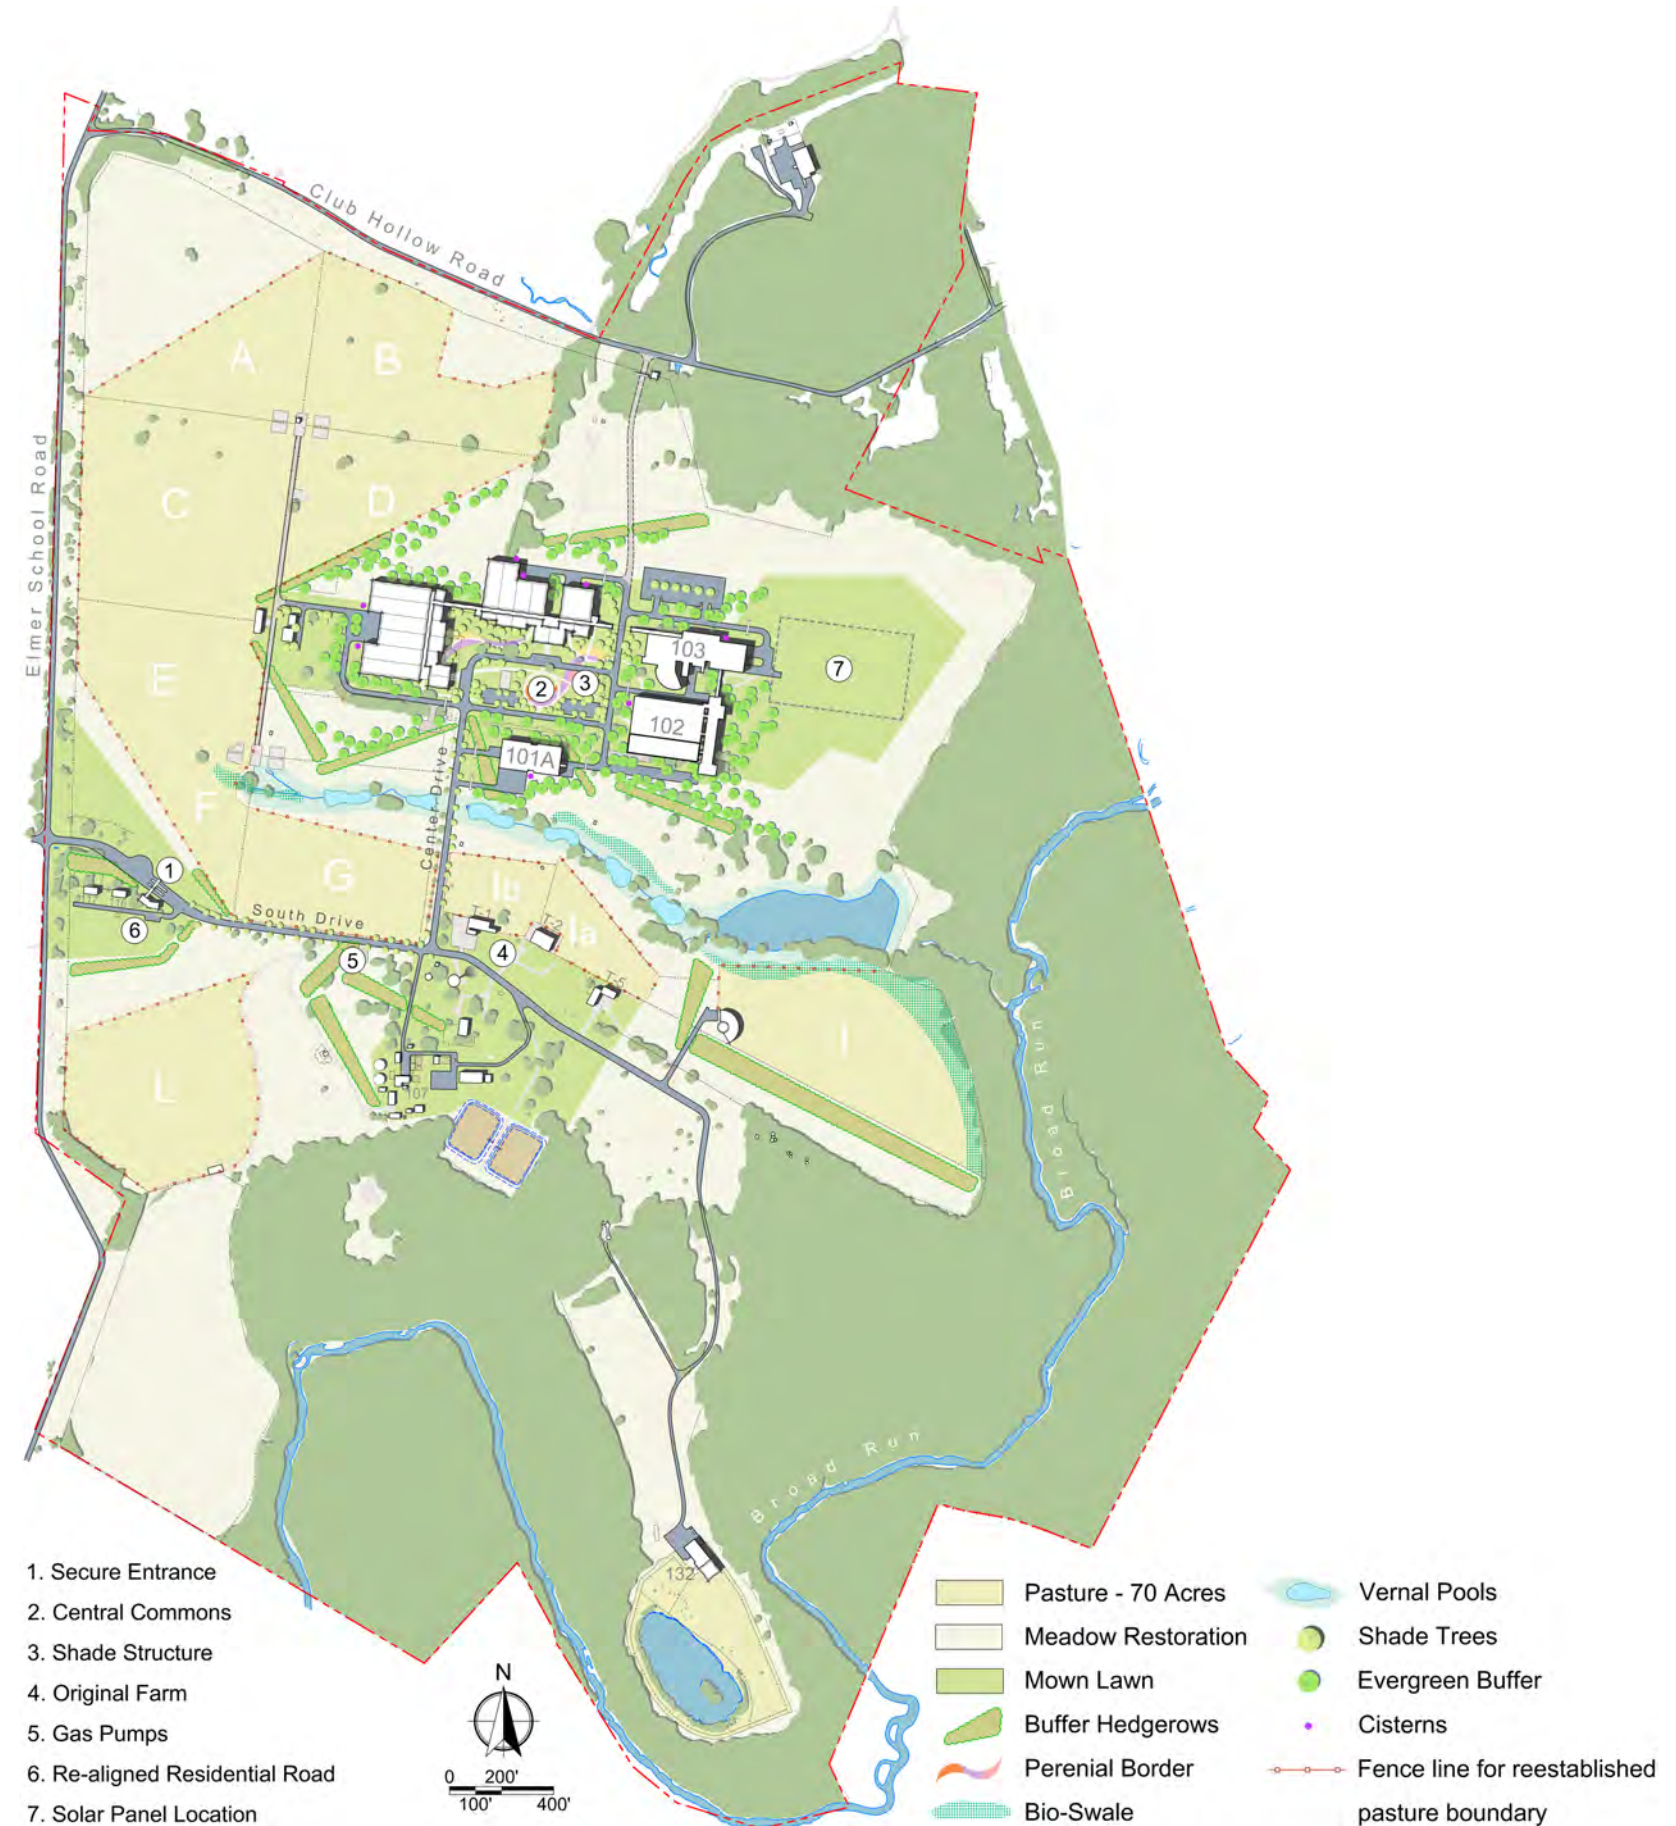 Club Hollow Road
Elmer School Road
A
B
C
D
E
F
G
103
7
2
3
102
101A
Center Drive
1
6
South Drive
Ib
Ia
T-1
T-2
4
5
T-5
I
L
107
Broad Run
Broad Run
132
1. Secure Entrance
2. Central Commons
3. Shade Structure
4. Original Farm
5. Gas Pumps
6. Re-aligned Residential Road
7. Solar Panel Location
N
0 200'
100' 400'
Pasture - 70 Acres
Meadow Restoration
Mown Lawn
Buffer Hedgerows
Perenial Border
Bio-Swale
Vernal Pools
Shade Trees
Evergreen Buffer
Cisterns
Fence line for reestablished
pasture boundary